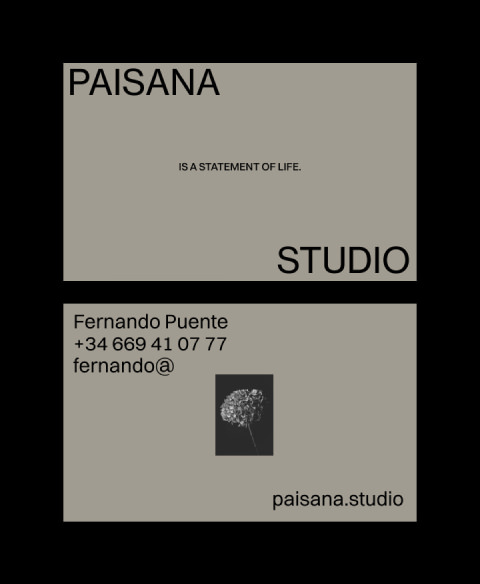 PAISANA
IS A STATEMENT OF LIFE.
STUDIO
Fernando Puente
+34 669 41 07 77
fernando@
paisana.studio